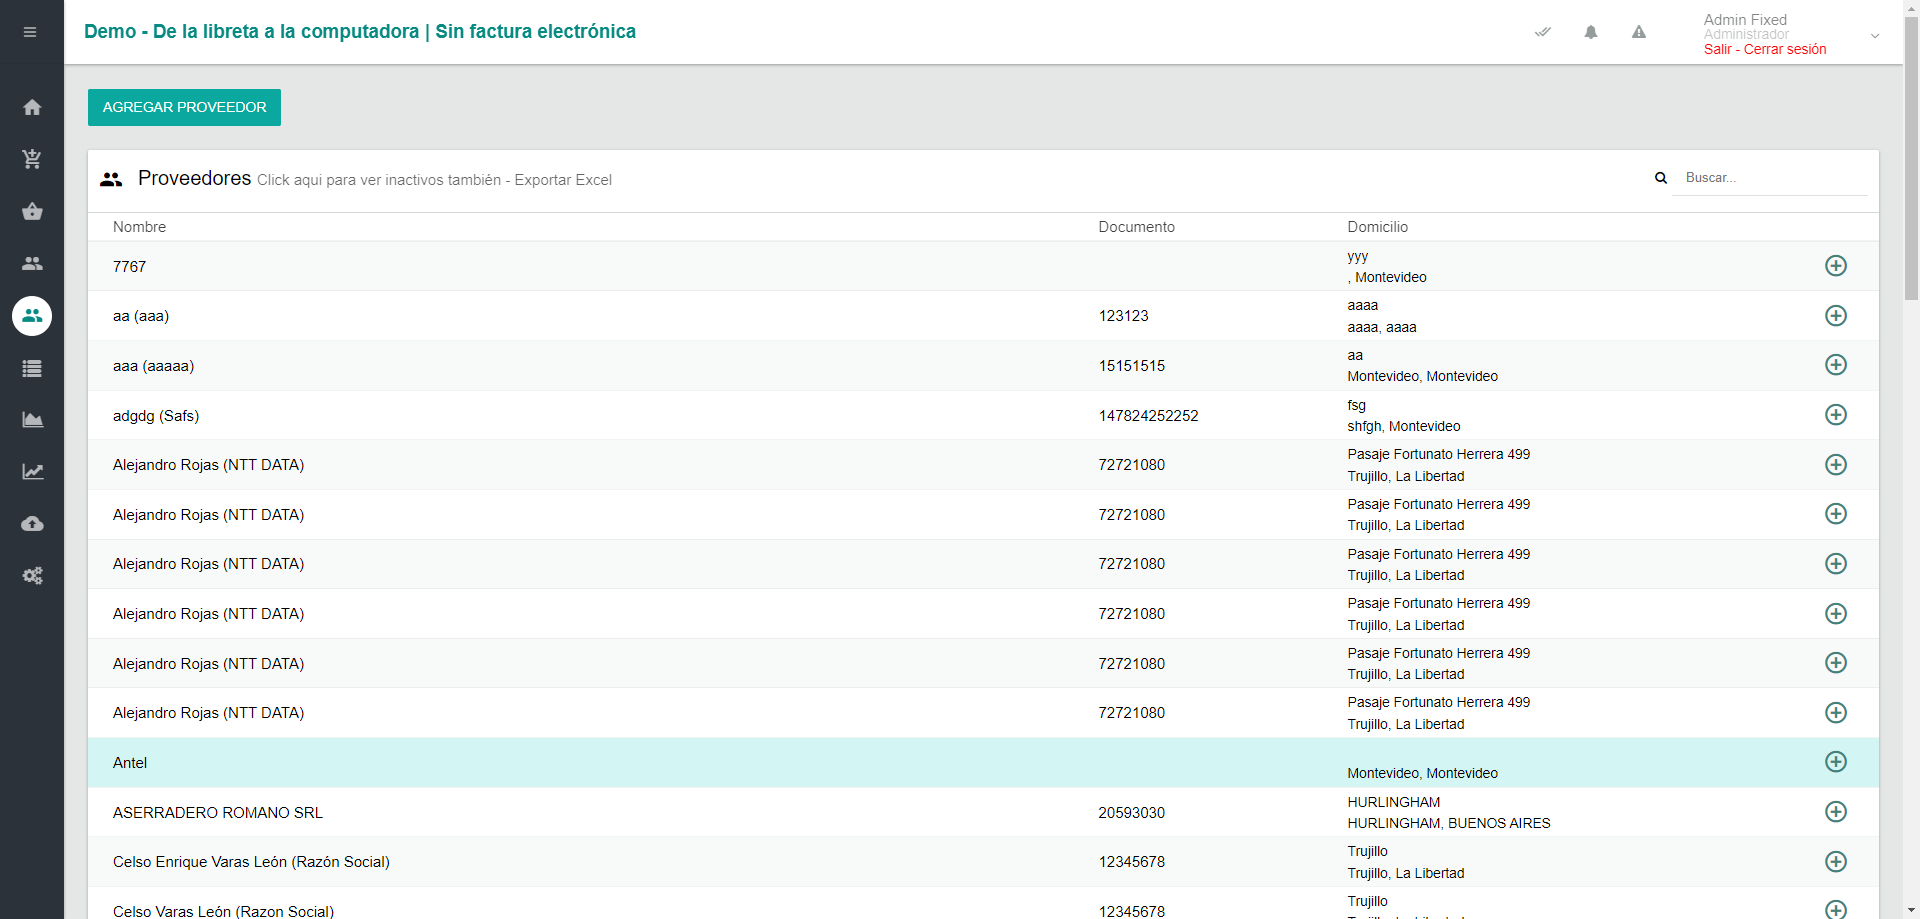 Demo - De la libreta a la computadora | Sin factura electrónica
Admin Fixed
Administrador
Salir - Cerrar sesión
AGREGAR PROVEEDOR
Proveedores Click aqui para ver inactivos también - Exportar Excel
Buscar...
Nombre Documento Domicilio
7767
yyy
, Montevideo
aa (aaa) 123123
aaaa
aaaa, aaaa
aaa (aaaaa) 15151515
aa
Montevideo, Montevideo
adgdg (Safs) 147824252252
fsg
shfgh, Montevideo
Alejandro Rojas (NTT DATA) 72721080
Pasaje Fortunato Herrera 499
Trujillo, La Libertad
Alejandro Rojas (NTT DATA) 72721080
Pasaje Fortunato Herrera 499
Trujillo, La Libertad
Alejandro Rojas (NTT DATA) 72721080
Pasaje Fortunato Herrera 499
Trujillo, La Libertad
Alejandro Rojas (NTT DATA) 72721080
Pasaje Fortunato Herrera 499
Trujillo, La Libertad
Alejandro Rojas (NTT DATA) 72721080
Pasaje Fortunato Herrera 499
Trujillo, La Libertad
Alejandro Rojas (NTT DATA) 72721080
Pasaje Fortunato Herrera 499
Trujillo, La Libertad
Antel
Montevideo, Montevideo
ASERRADERO ROMANO SRL 20593030
HURLINGHAM
HURLINGHAM, BUENOS AIRES
Celso Enrique Varas León (Razón Social) 12345678
Trujillo
Trujillo, La Libertad
Celso Varas León (Razon Social) 12345678
Trujillo